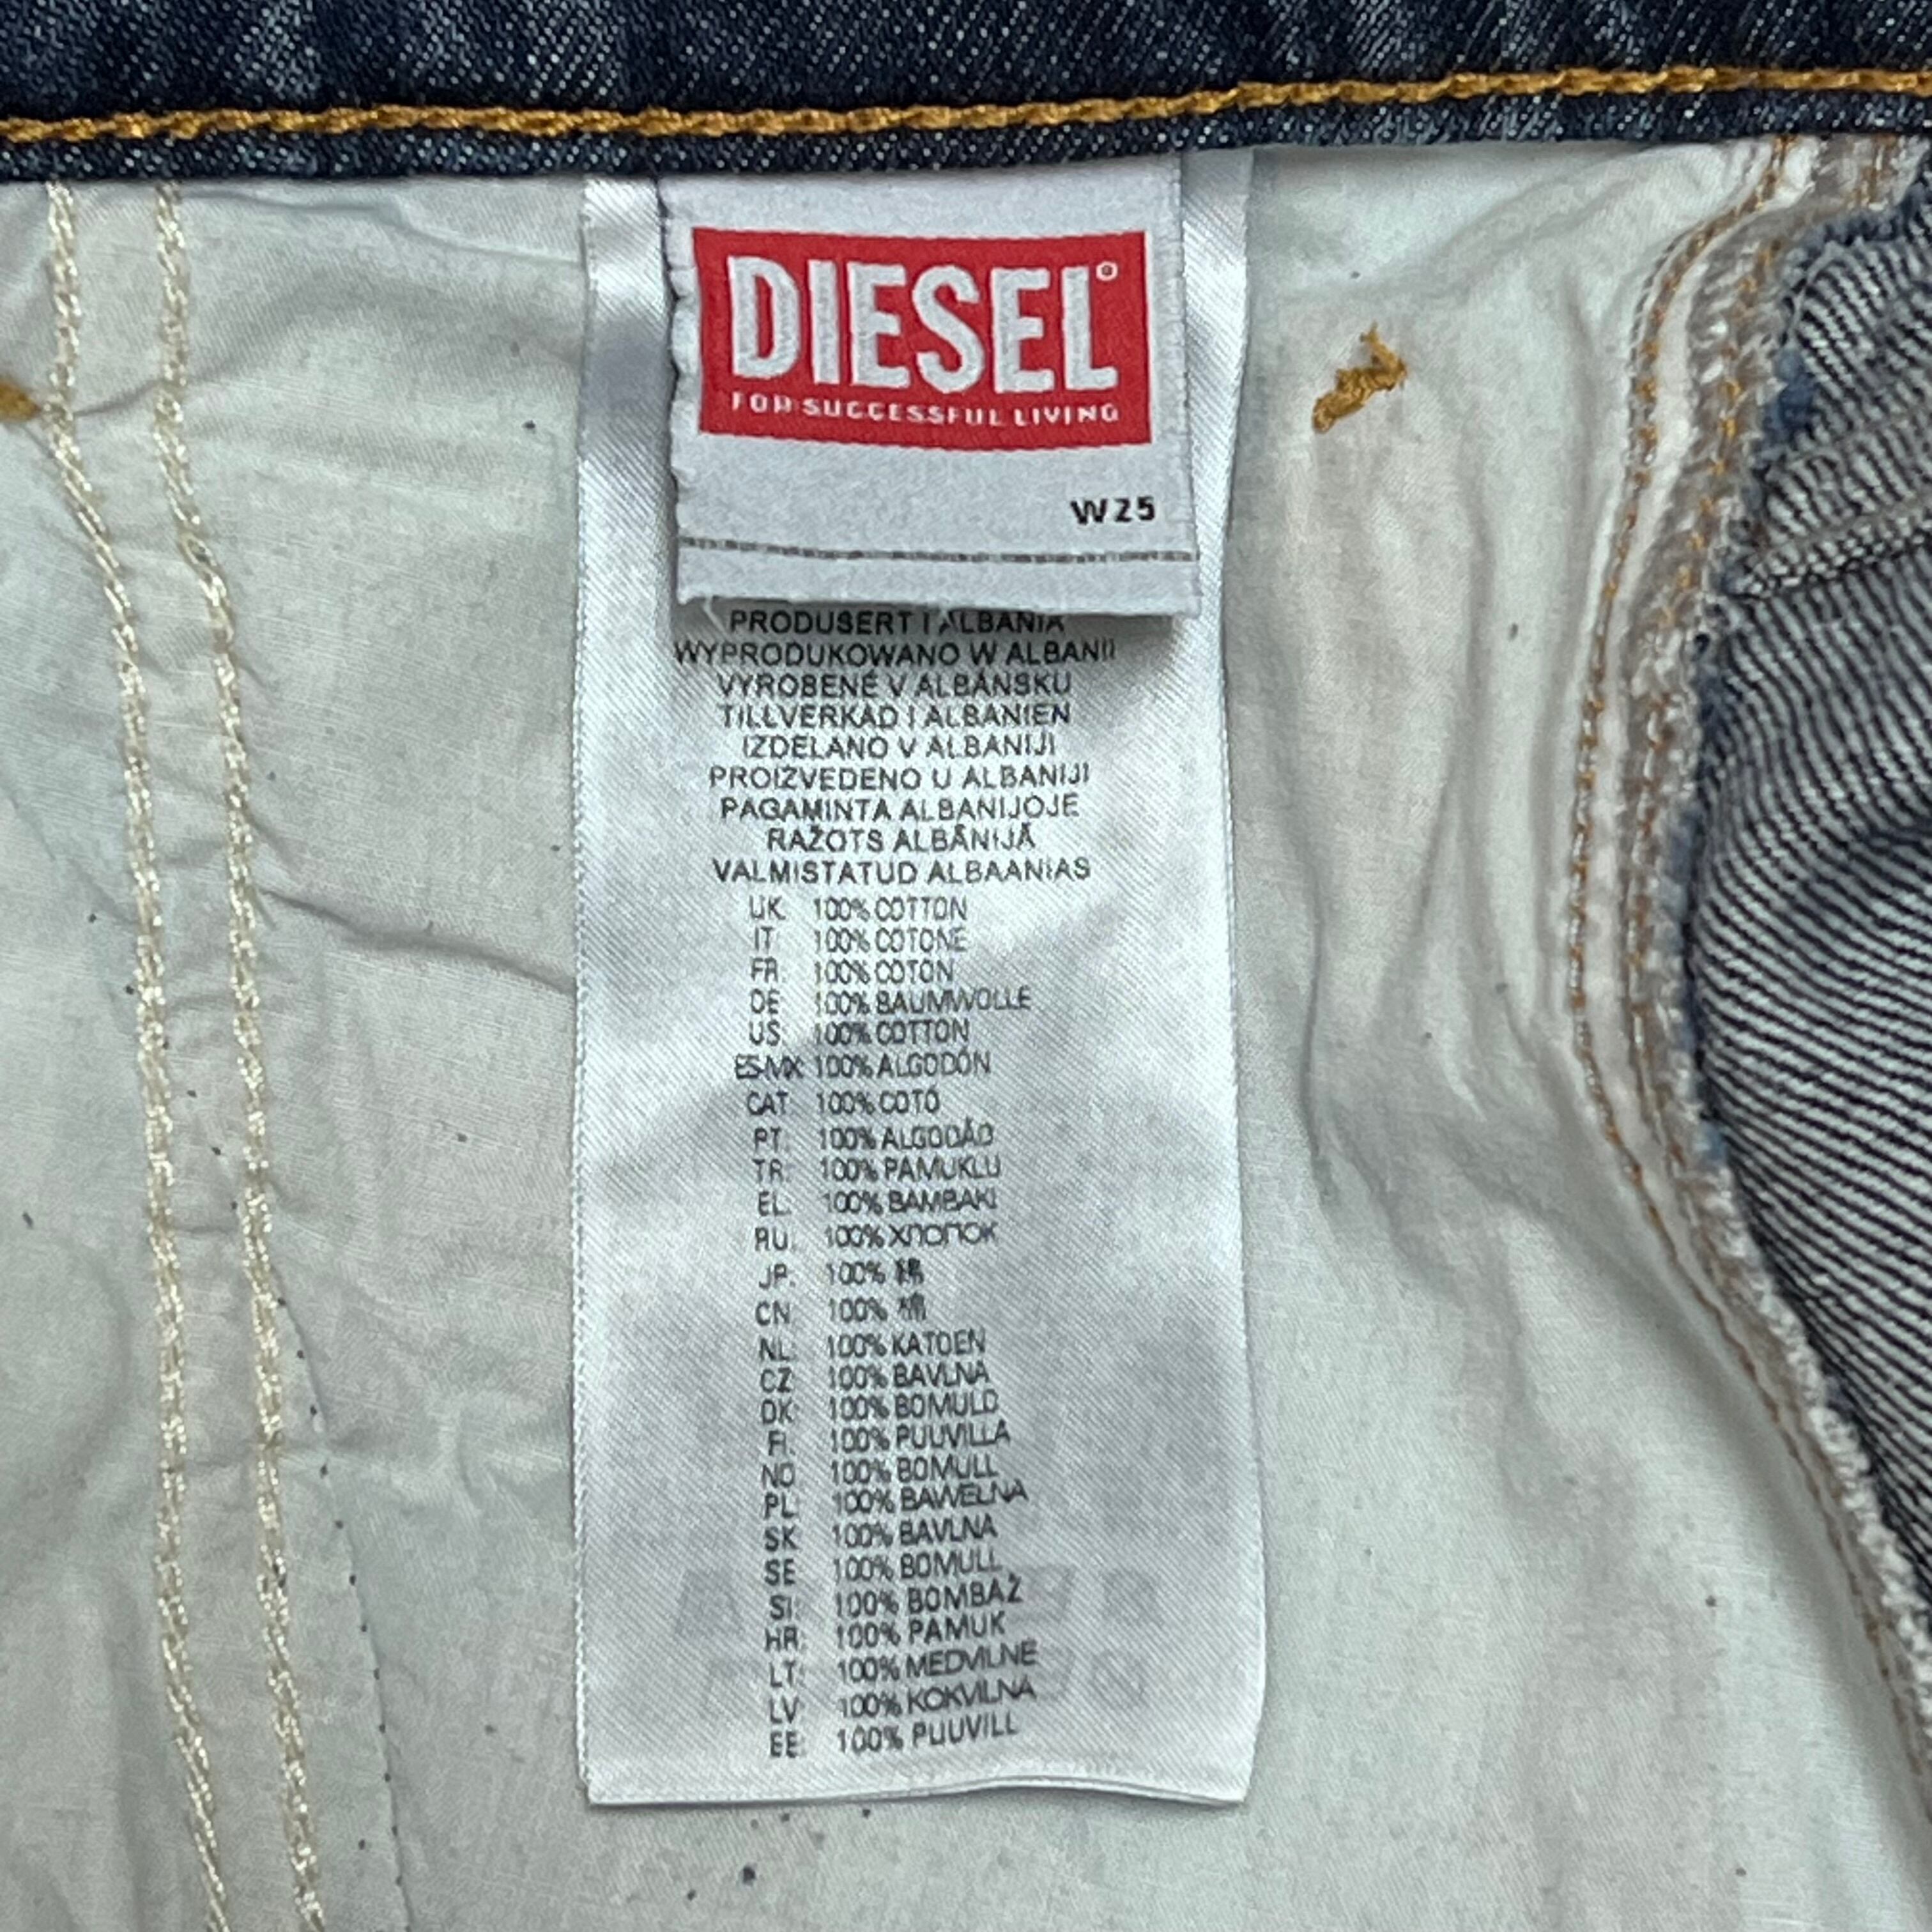 DIESEL
FOR SUCCESSFUL LIVING
W25
PRODUSERT I ALBANIA
WYPRODUKOWANO W ALBANII
VYROBENÉ V ALBÁNSKU
TILLVERKAD I ALBANIEN
IZDELANO V ALBANIJI
PROIZVEDENO U ALBANIJI
PAGAMINTA ALBANIJOJE
RAŽOTS ALBĀNIJĀ
VALMISTATUD ALBAANIAS
UK: 100% COTTON
IT: 100% COTONE
FR: 100% COTON
DE: 100% BAUMWOLLE
US: 100% COTTON
ES-MX: 100% ALGODÓN
CAT: 100% COTÓ
PT: 100% ALGODÃO
TR: 100% PAMUKLU
EL: 100% BAMBAKI
RU: 100% ХЛОПОК
JP: 100% 綿
CN: 100% 棉
NL: 100% KATOEN
CZ: 100% BAVLNA
DK: 100% BOMULD
FI: 100% PUUVILLA
NO: 100% BOMULL
PL: 100% BAWEŁNA
SK: 100% BAVLNA
SE: 100% BOMULL
SI: 100% BOMBAŽ
HR: 100% PAMUK
LT: 100% MEDVILNĖ
LV: 100% KOKVILNA
EE: 100% PUUVILL